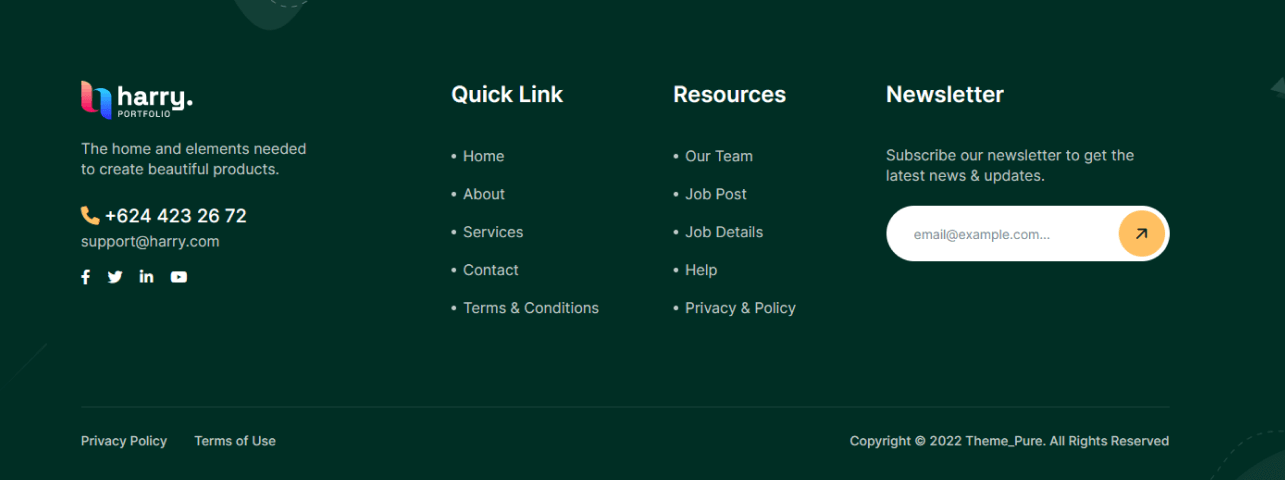 harry.
PORTFOLIO
The home and elements needed
to create beautiful products.
+624 423 26 72
support@harry.com
Quick Link
• Home
• About
• Services
• Contact
• Terms & Conditions
Resources
• Our Team
• Job Post
• Job Details
• Help
• Privacy & Policy
Newsletter
Subscribe our newsletter to get the
latest news & updates.
email@example.com...
Privacy Policy
Terms of Use
Copyright © 2022 Theme_Pure. All Rights Reserved